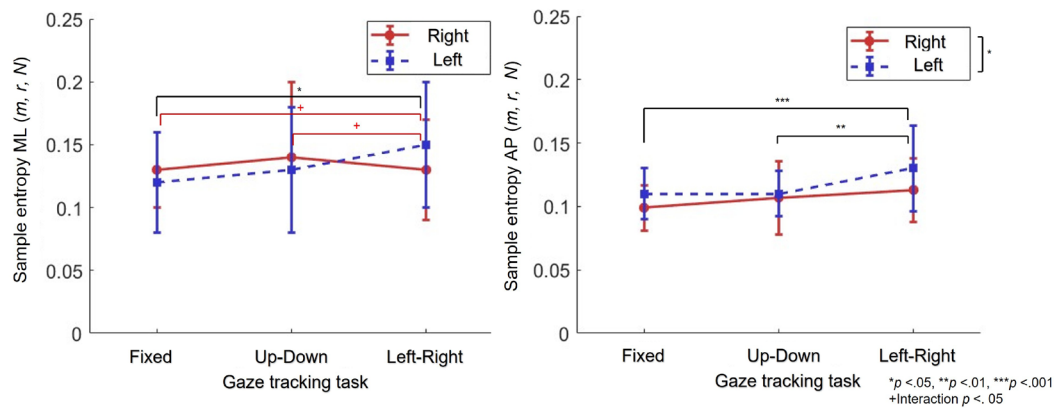 0.25
0.2
0.15
0.1
0.05
0
Sample entropy ML (m, r, N)
Right
Left
*
+
+
Fixed
Up-Down
Left-Right
Gaze tracking task
0.25
0.2
0.15
0.1
0.05
0
Sample entropy AP (m, r, N)
Right
Left
*
***
**
Fixed
Up-Down
Left-Right
Gaze tracking task
*p <.05, **p <.01, ***p <.001
+Interaction p <. 05